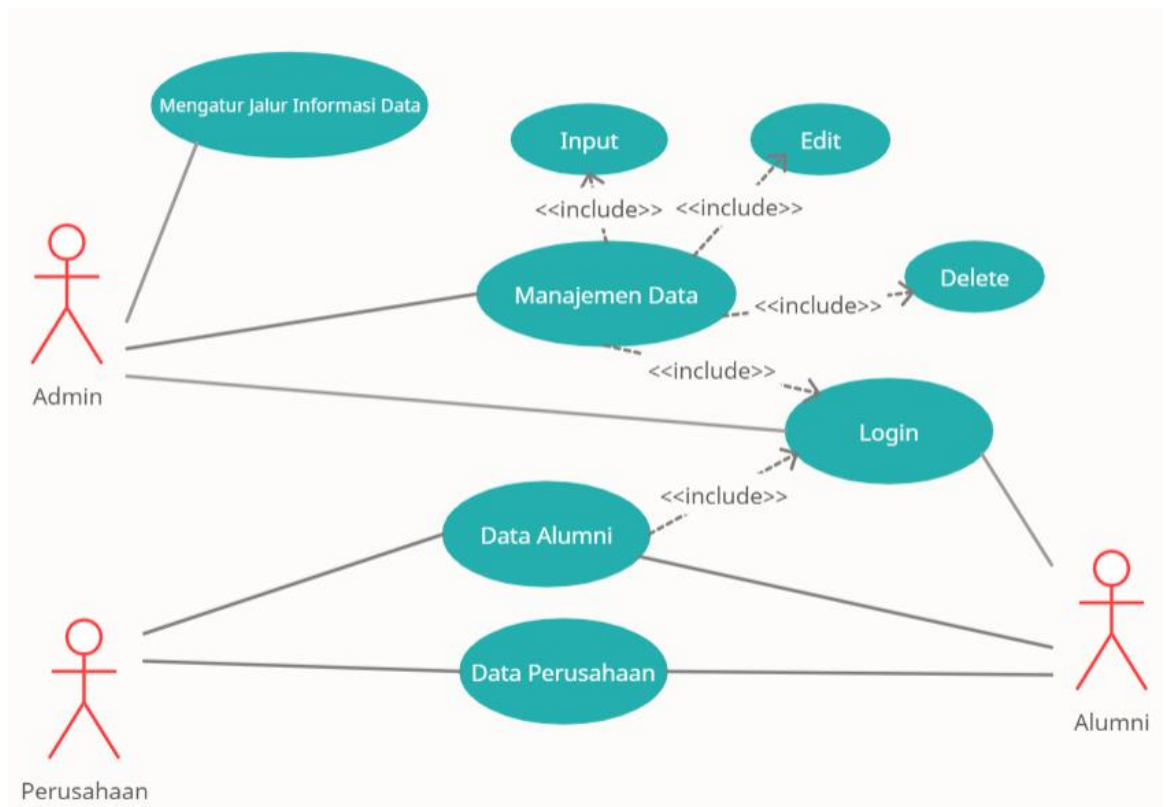 Mengatur Jalur Informasi Data
Input
Edit
<<include>>
<<include>>
Manajemen Data
Delete
<<include>>
<<include>>
Admin
Login
<<include>>
Data Alumni
Data Perusahaan
Alumni
Perusahaan